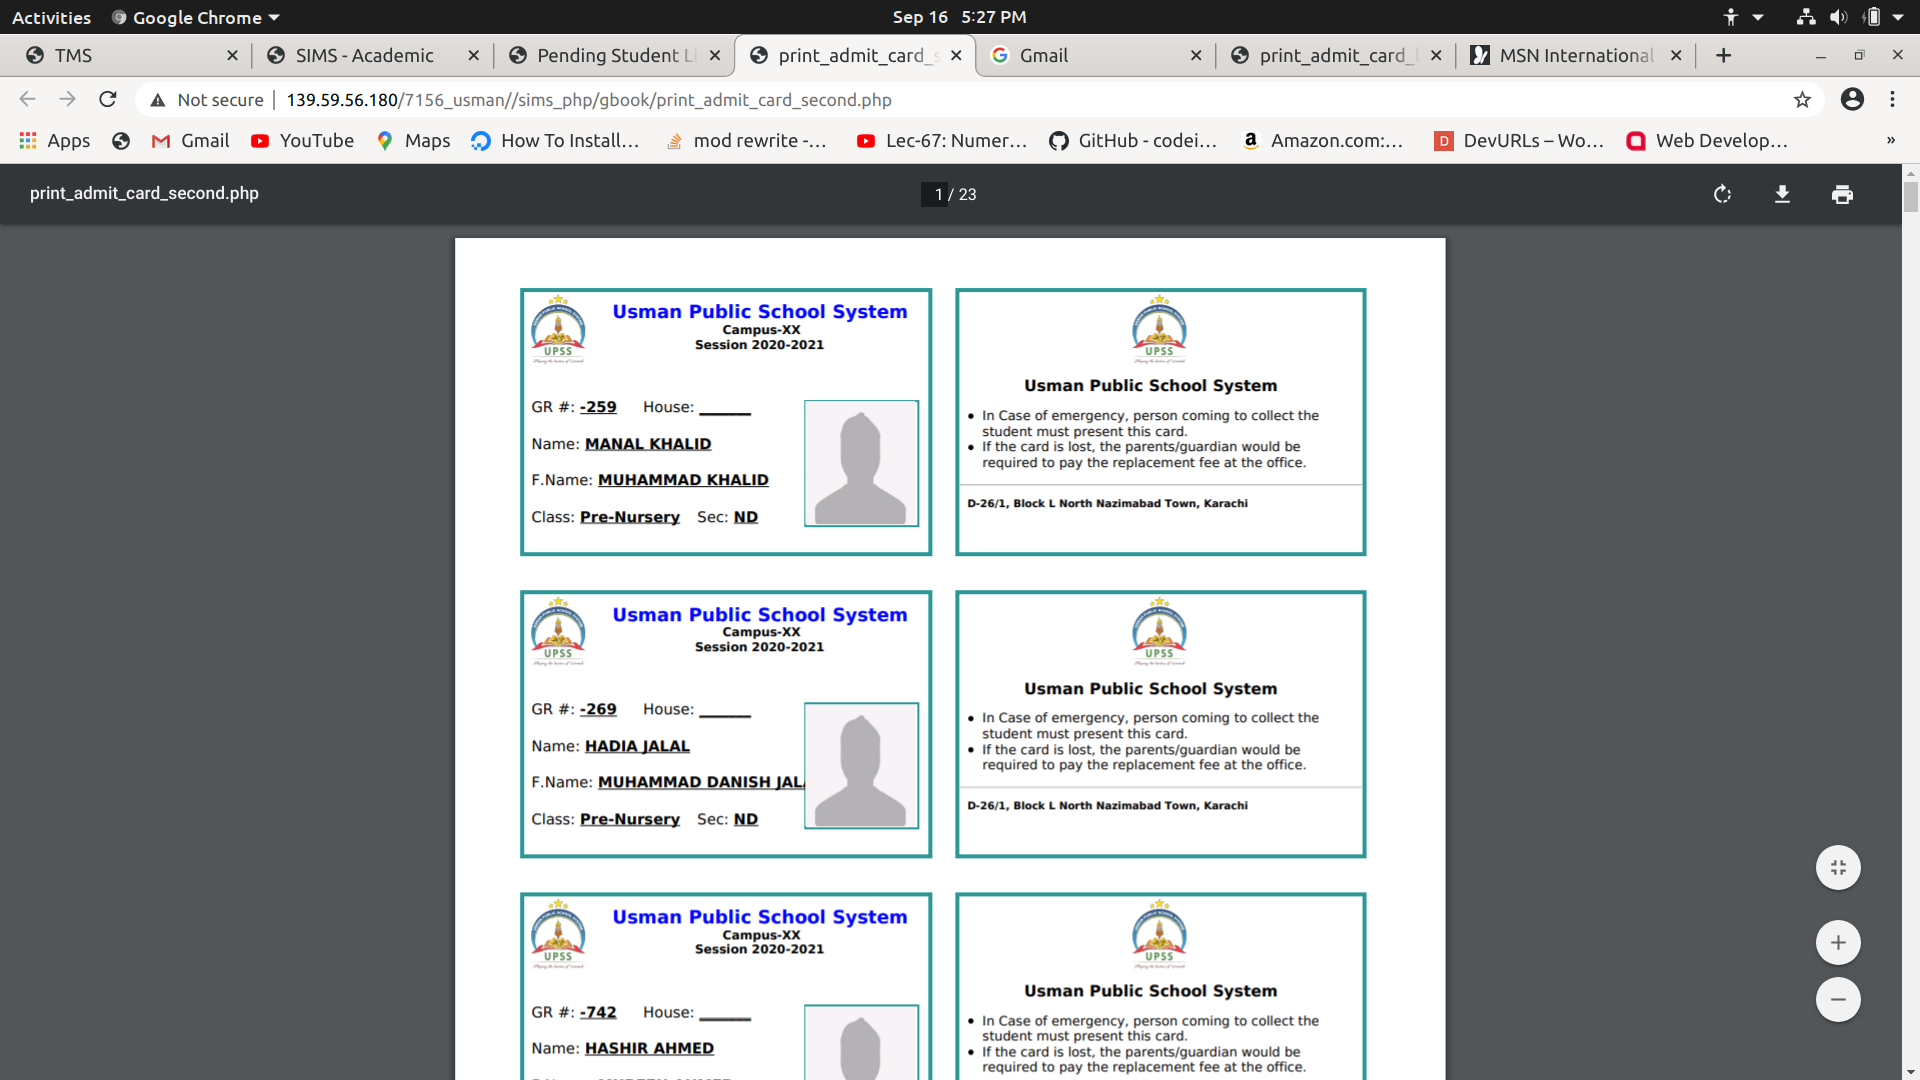 Activities Google Chrome Sep 16 5:27 PM
TMS SIMS - Academic Pending Student Li print_admit_card_s Gmail print_admit_card_l MSN International
Not secure 139.59.56.180/7156_usman//sims_php/gbook/print_admit_card_second.php
Apps Gmail YouTube Maps How To Install... mod rewrite -... Lec-67: Numer... GitHub - codei... Amazon.com:... DevURLs – Wo... Web Develop... »
print_admit_card_second.php 1 / 23
UPSS
Usman Public School System
Campus-XX
Session 2020-2021
GR #: -259 House: ______
Name: MANAL KHALID
F.Name: MUHAMMAD KHALID
Class: Pre-Nursery Sec: ND
UPSS
Usman Public School System
• In Case of emergency, person coming to collect the
student must present this card.
• If the card is lost, the parents/guardian would be
required to pay the replacement fee at the office.
D-26/1, Block L North Nazimabad Town, Karachi
UPSS
Usman Public School System
Campus-XX
Session 2020-2021
GR #: -269 House: ______
Name: HADIA JALAL
F.Name: MUHAMMAD DANISH JAL
Class: Pre-Nursery Sec: ND
UPSS
Usman Public School System
• In Case of emergency, person coming to collect the
student must present this card.
• If the card is lost, the parents/guardian would be
required to pay the replacement fee at the office.
D-26/1, Block L North Nazimabad Town, Karachi
UPSS
Usman Public School System
Campus-XX
Session 2020-2021
GR #: -742 House: ______
Name: HASHIR AHMED
UPSS
Usman Public School System
• In Case of emergency, person coming to collect the
student must present this card.
• If the card is lost, the parents/guardian would be
required to pay the replacement fee at the office.